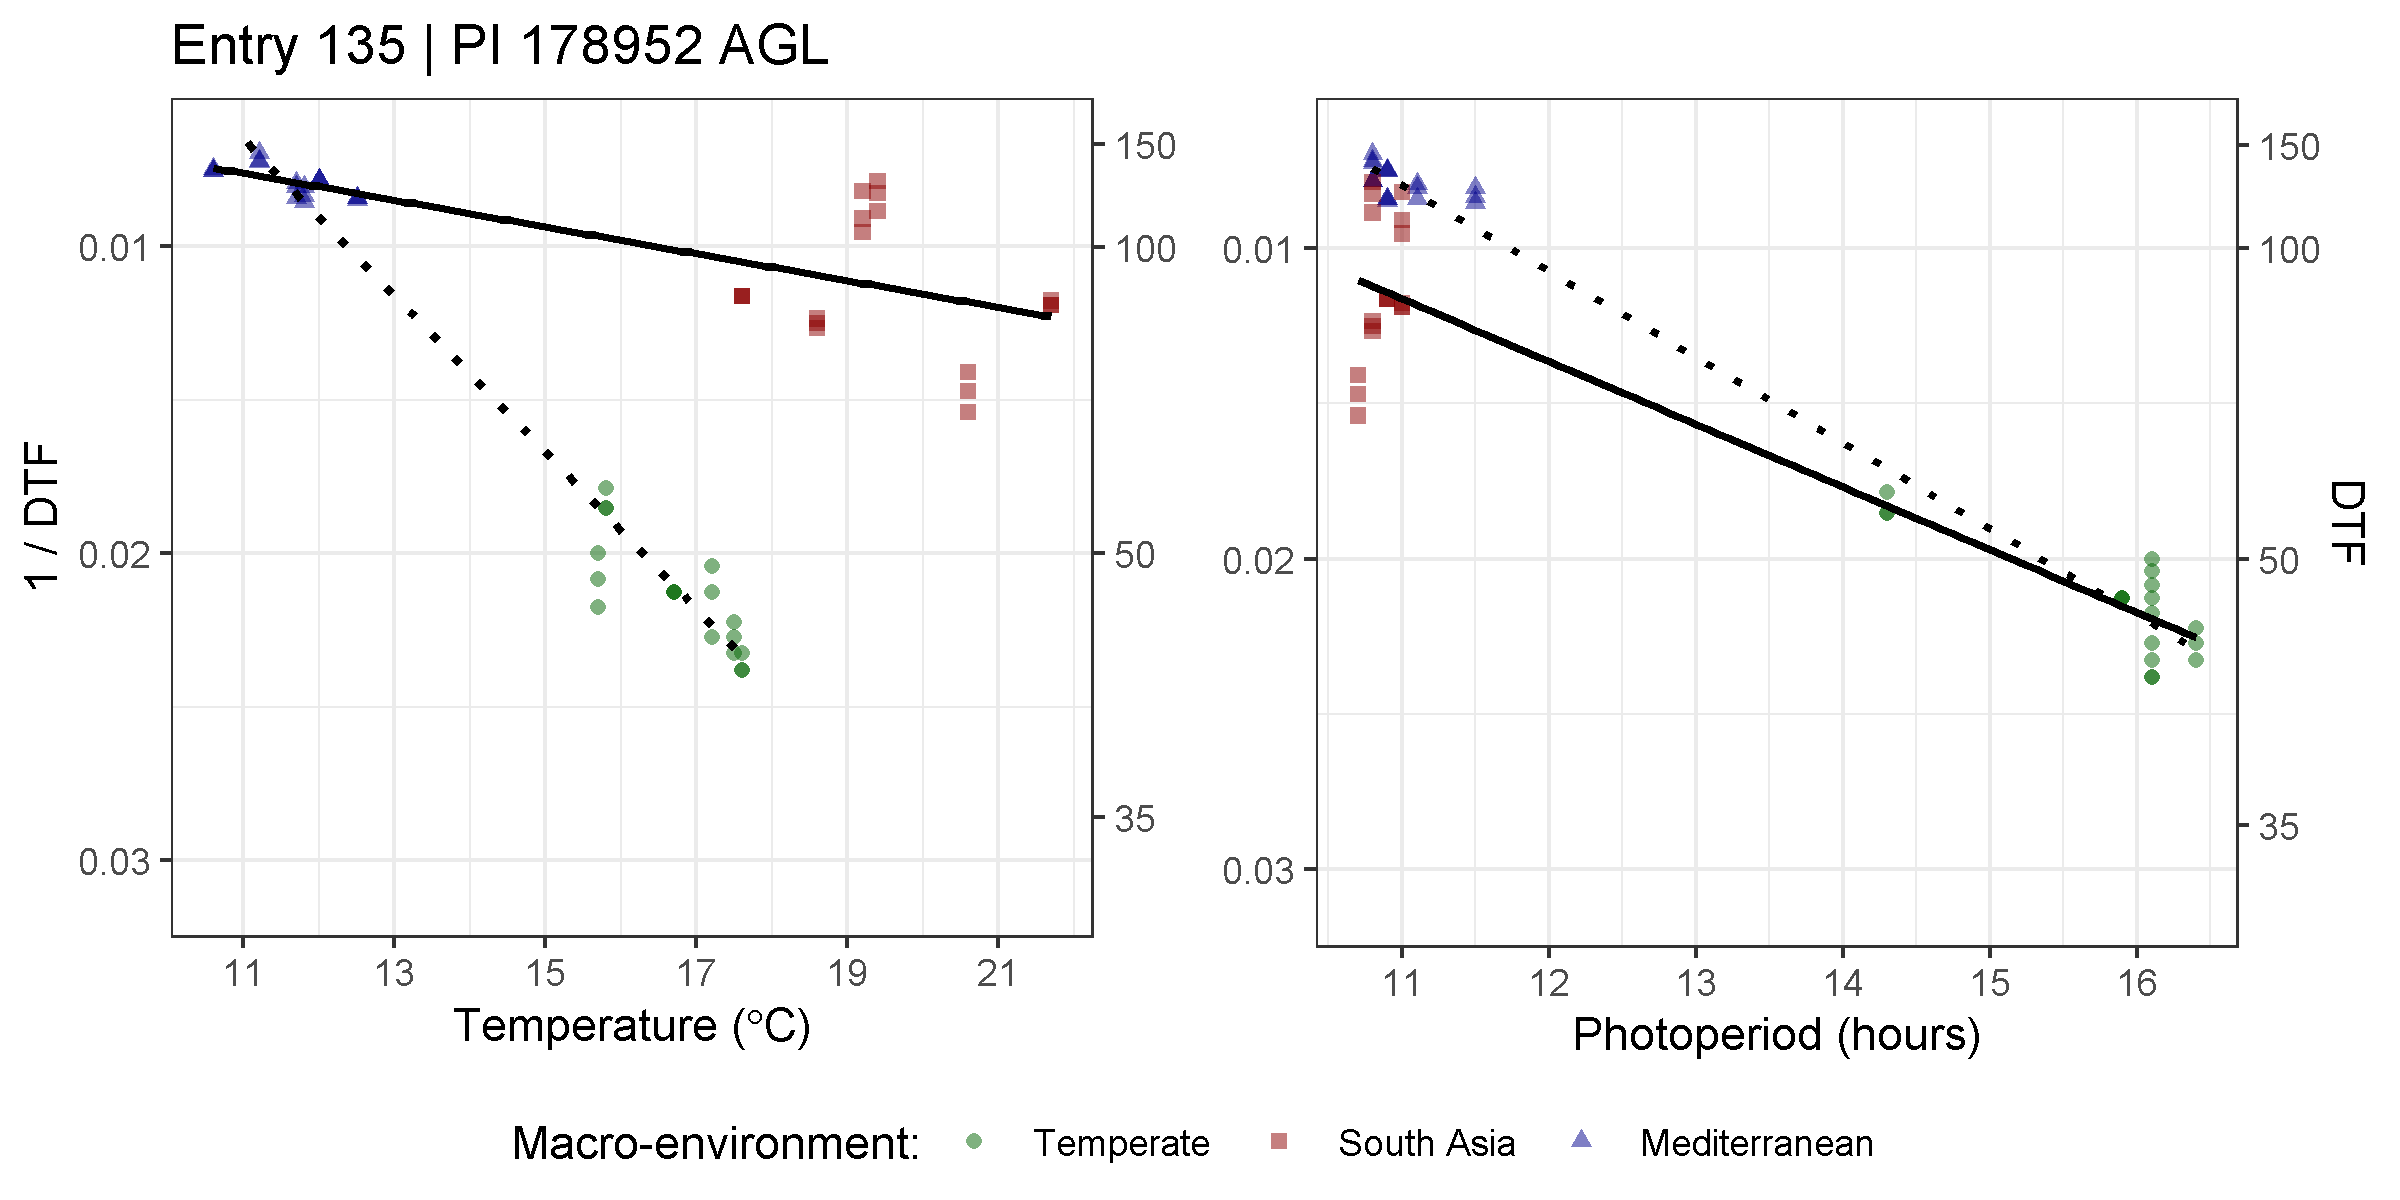 Entry 135 | PI 178952 AGL
1 / DTF
0.01
0.02
0.03
150
100
50
35
11 13 15 17 19 21
Temperature (°C)
0.01
0.02
0.03
150
100
50
35
DTF
11 12 13 14 15 16
Photoperiod (hours)
Macro-environment: Temperate South Asia Mediterranean